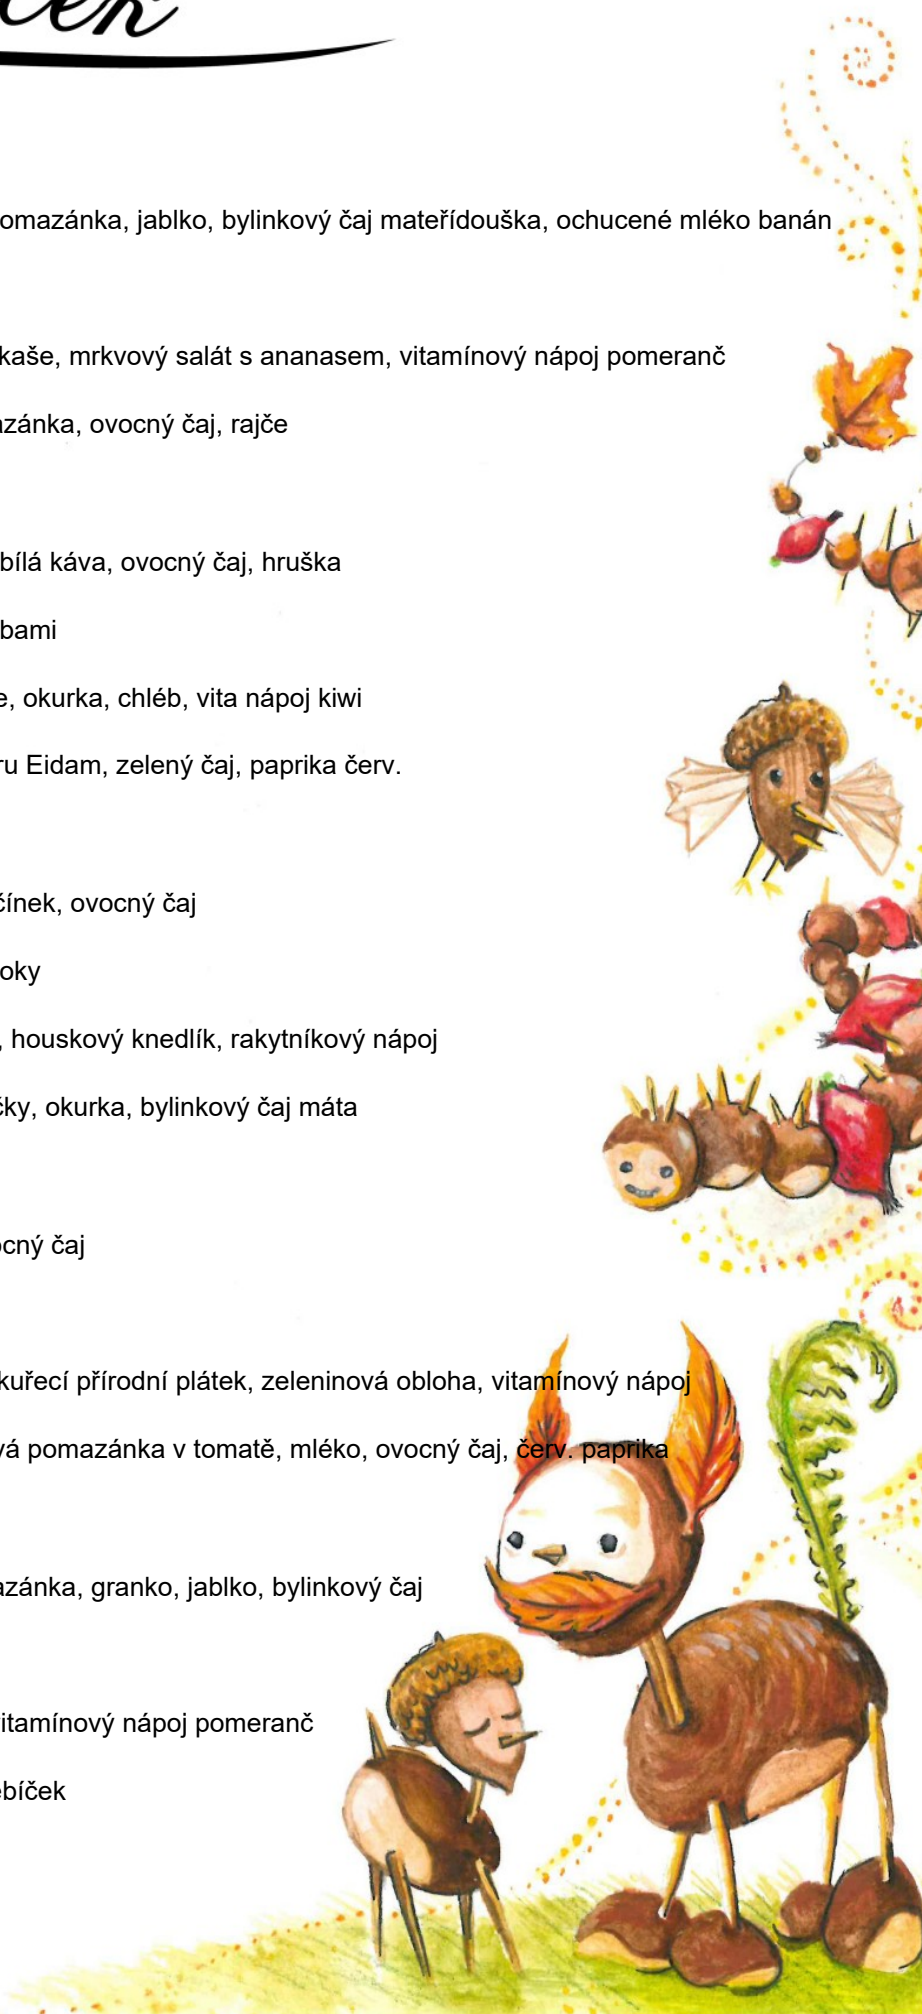 omazánka, jablko, bylinkový čaj mateřídouška, ochucené mléko banán
kaše, mrkvový salát s ananasem, vitamínový nápoj pomeranč
azánka, ovocný čaj, rajče
bílá káva, ovocný čaj, hruška
bami
e, okurka, chléb, vita nápoj kiwi
ru Eidam, zelený čaj, paprika červ.
čínek, ovocný čaj
oky
, houskový knedlík, rakytníkový nápoj
čky, okurka, bylinkový čaj máta
ocný čaj
kuřecí přírodní plátek, zeleninová obloha, vitamínový nápoj
vá pomazánka v tomatě, mléko, ovocný čaj, červ. paprika
azánka, granko, jablko, bylinkový čaj
itamínový nápoj pomeranč
ebíček